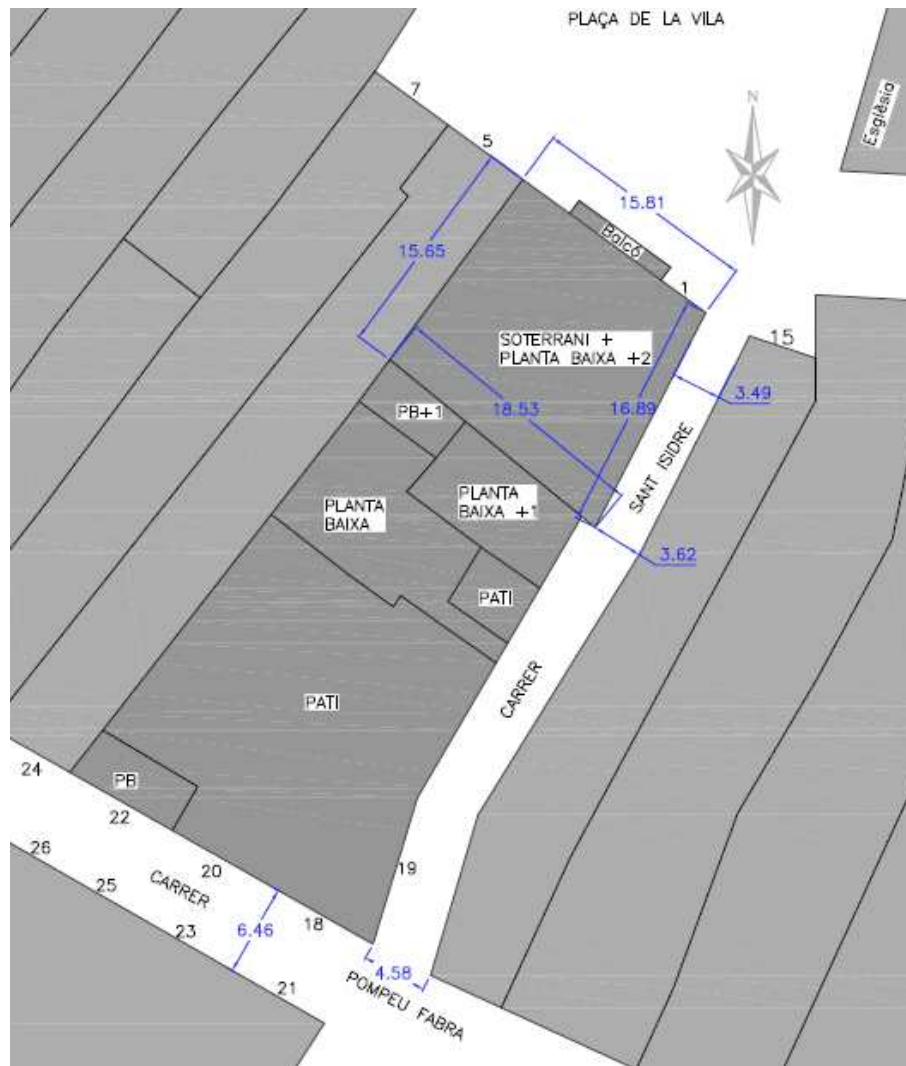 PLAÇA DE LA VILA
7
Església
N
5
15.81
Balcó
15.65
1
SOTERRANI +
PLANTA BAIXA +2
15
3.49
PB+1
18.53
16.89
SANT ISIDRE
PLANTA
BAIXA +1
PLANTA
BAIXA
3.62
PATI
CARRER
PATI
24
PB
22
26
20
19
CARRER
25
18
23
6.46
4.58
21
POMPEU FABRA